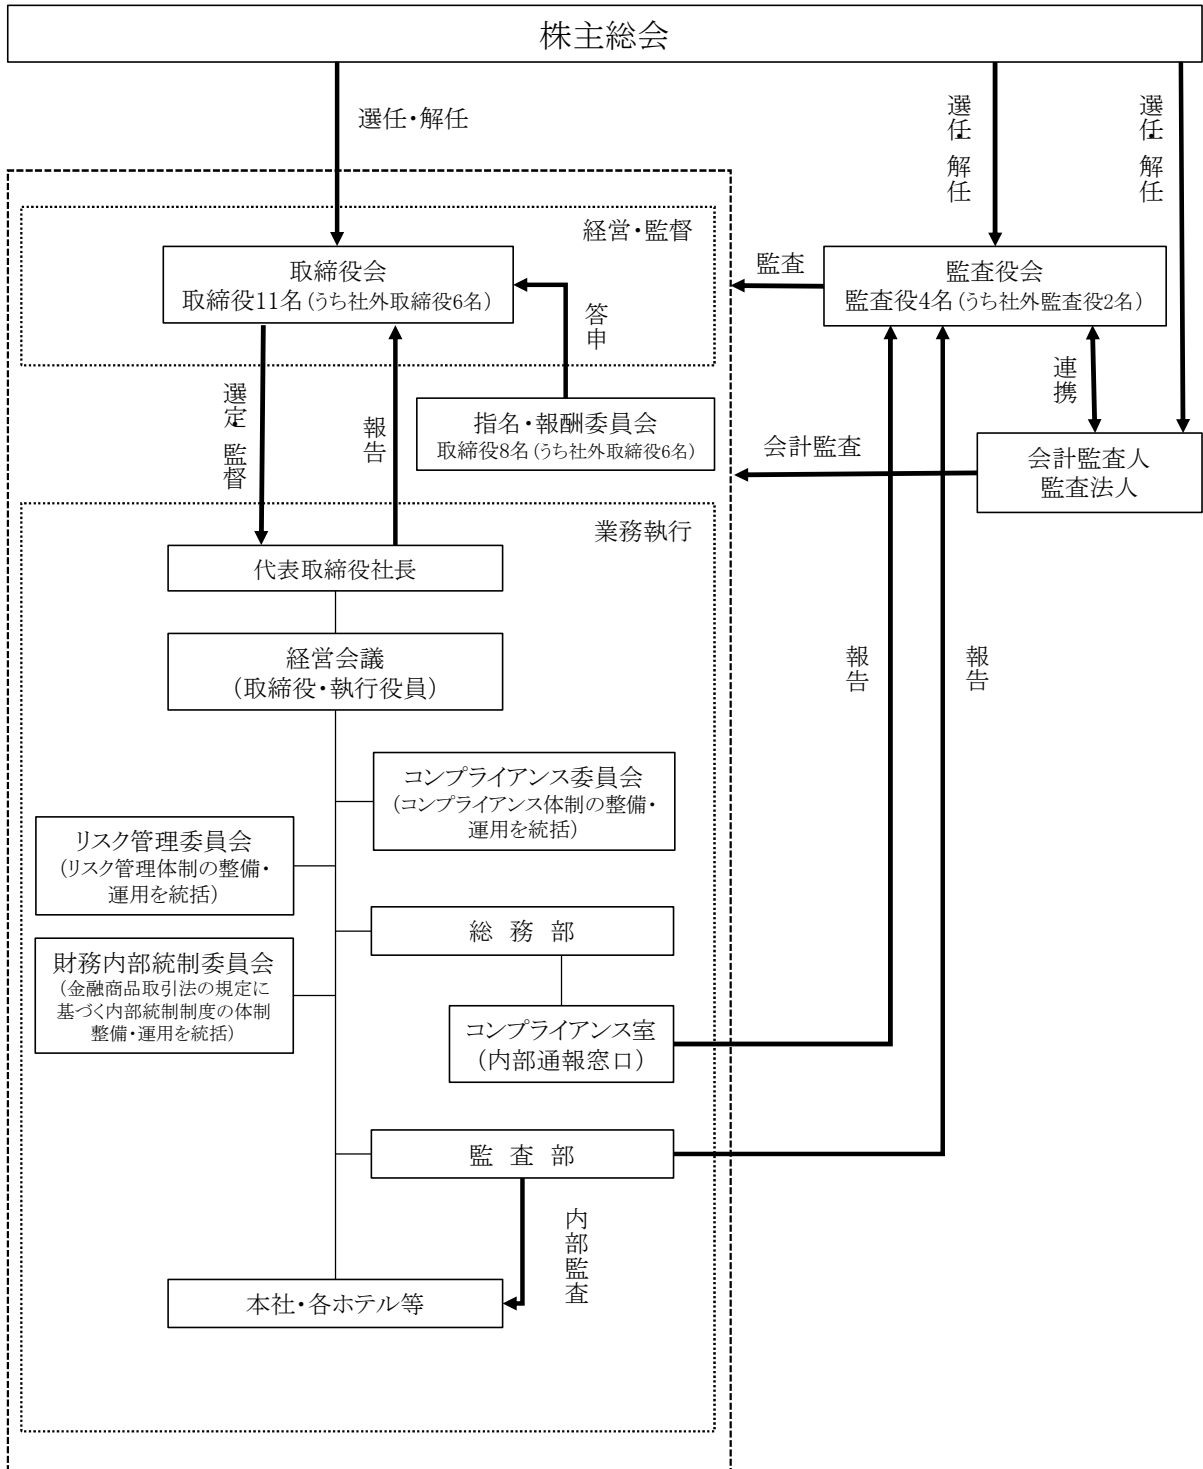 株主総会
選任・解任
選任・解任
選任・解任
経営・監督
取締役会
取締役11名(うち社外取締役6名)
監査
監査役会
監査役4名(うち社外監査役2名)
答申
連携
選定・監督
報告
指名・報酬委員会
取締役8名(うち社外取締役6名)
会計監査
会計監査人
監査法人
業務執行
代表取締役社長
経営会議
(取締役・執行役員)
報告
報告
コンプライアンス委員会
(コンプライアンス体制の整備・
運用を統括)
リスク管理委員会
(リスク管理体制の整備・
運用を統括)
総 務 部
財務内部統制委員会
(金融商品取引法の規定に
基づく内部統制制度の体制
整備・運用を統括)
コンプライアンス室
(内部通報窓口)
監 査 部
内部監査
本社・各ホテル等